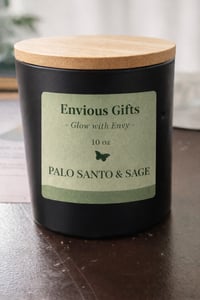 Envious Gifts
- Glow with Envy -
10 oz
PALO SANTO & SAGE